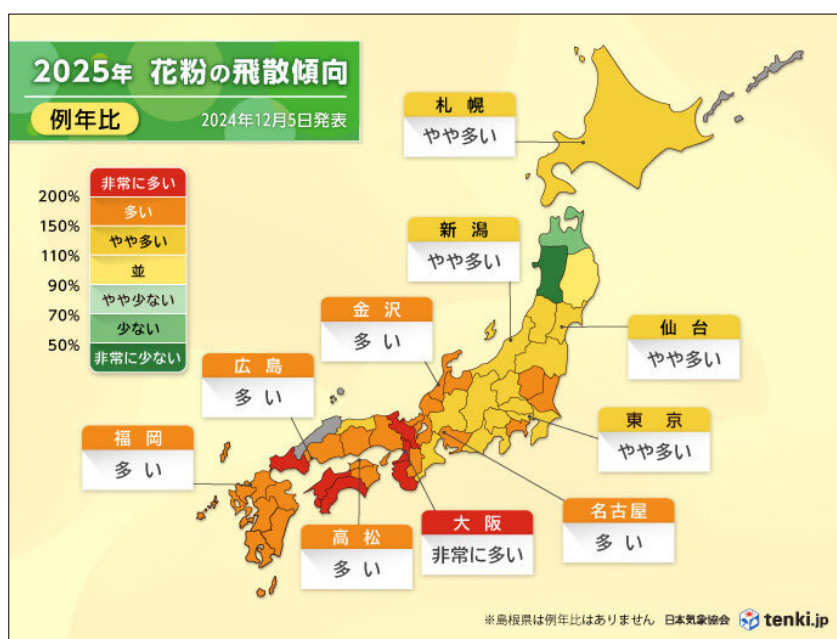 2025年 花粉の飛散傾向
例年比
2024年12月5日発表
非常に多い
200%
多い
150%
やや多い
110%
並
90%
やや少ない
70%
少ない
50%
非常に少ない
札幌
やや多い
新潟
やや多い
金沢
多い
仙台
やや多い
広島
多い
東京
やや多い
福岡
多い
名古屋
多い
大阪
非常に多い
高松
多い
※島根県は例年比はありません 日本気象協会 tenki.jp